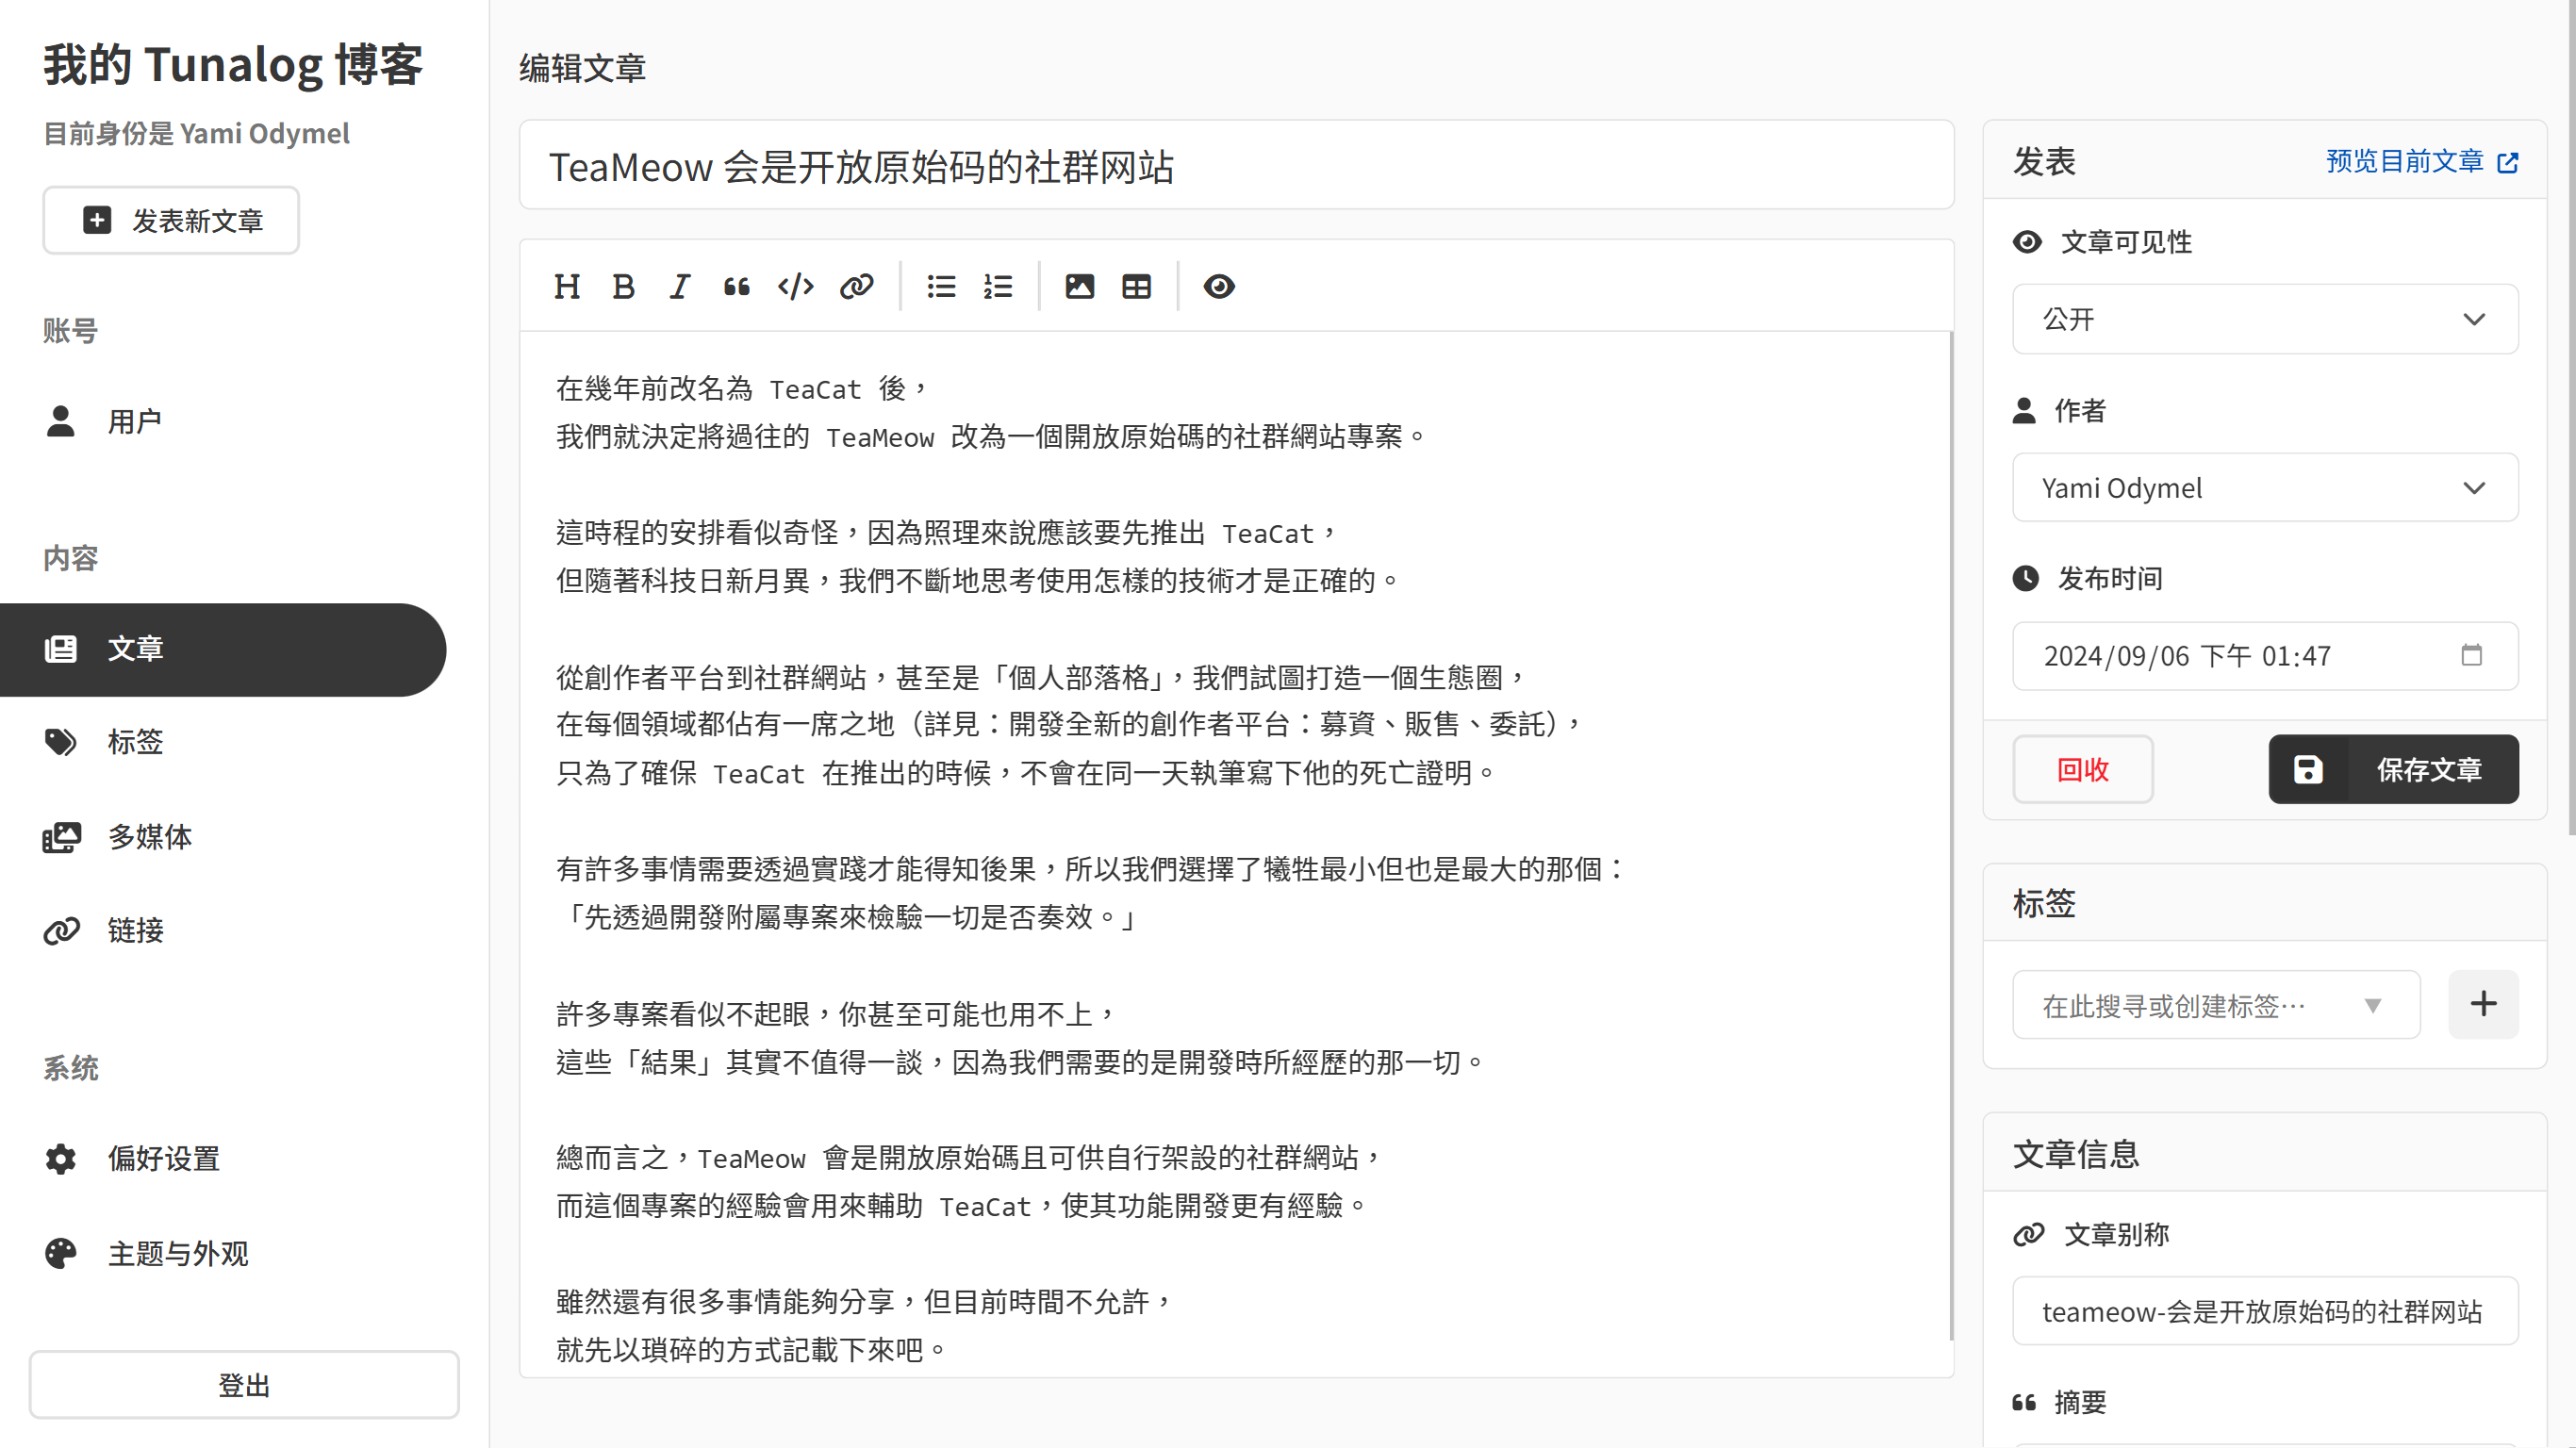 我的 Tunalog 博客
目前身份是 Yami Odymel
发表新文章
账号
用户
内容
文章
标签
多媒体
链接
系统
偏好设置
主题与外观
登出
编辑文章
TeaMeow 会是开放原始码的社群网站
在幾年前改名為 TeaCat 後，
我們就決定將過往的 TeaMeow 改為一個開放原始碼的社群網站專案。
這時程的安排看似奇怪，因為照理來說應該要先推出 TeaCat，
但隨著科技日新月異，我們不斷地思考使用怎樣的技術才是正確的。
從創作者平台到社群網站，甚至是「個人部落格」，我們試圖打造一個生態圈，
在每個領域都佔有一席之地（詳見：開發全新的創作者平台：募資、販售、委託），
只為了確保 TeaCat 在推出的時候，不會在同一天執筆寫下他的死亡證明。
有許多事情需要透過實踐才能得知後果，所以我們選擇了犧牲最小但也是最大的那個：
「先透過開發附屬專案來檢驗一切是否奏效。」
許多專案看似不起眼，你甚至可能也用不上，
這些「結果」其實不值得一談，因為我們需要的是開發時所經歷的那一切。
總而言之，TeaMeow 會是開放原始碼且可供自行架設的社群網站，
而這個專案的經驗會用來輔助 TeaCat，使其功能開發更有經驗。
雖然還有很多事情能夠分享，但目前時間不允許，
就先以瑣碎的方式記載下來吧。
发表
预览目前文章
文章可见性
公开
作者
Yami Odymel
发布时间
2024/09/06 下午 01:47
回收
保存文章
标签
在此搜寻或创建标签…
文章信息
文章别称
teameow-会是开放原始码的社群网站
摘要